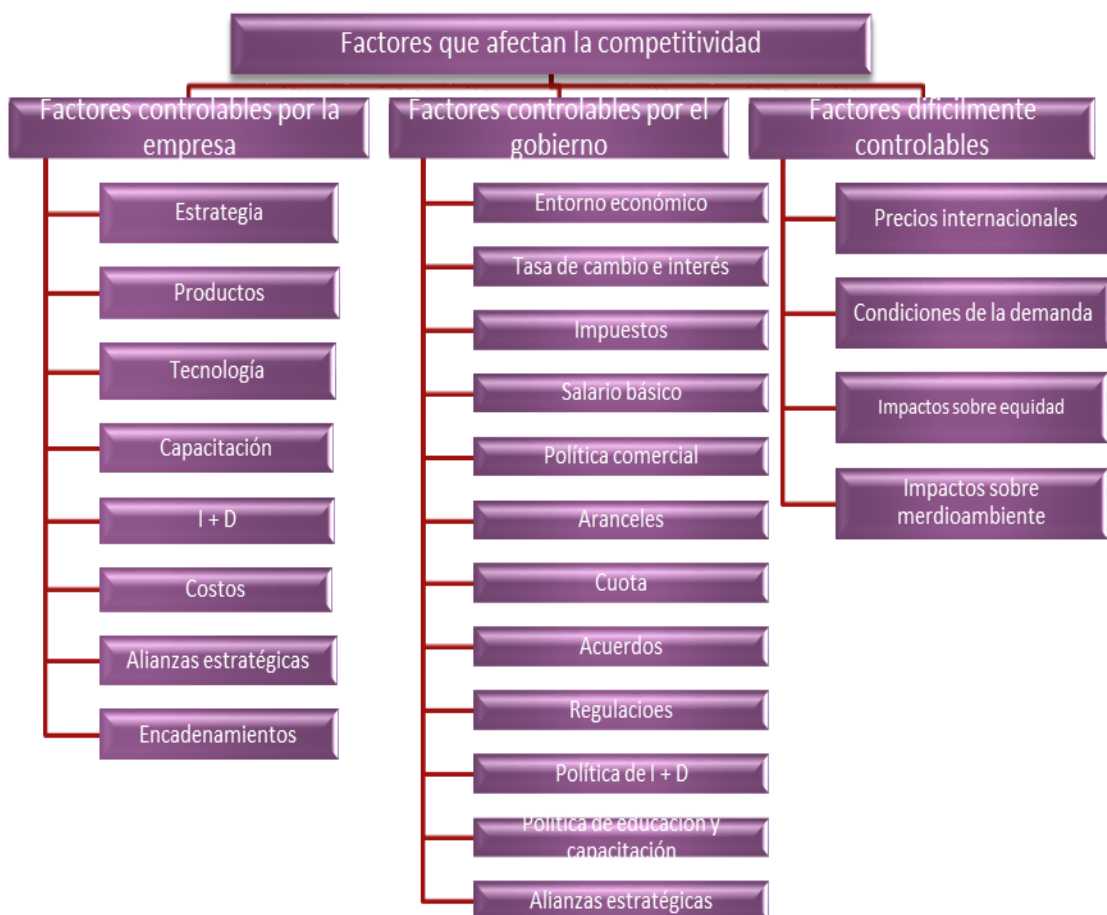 Factores que afectan la competitividad
Factores controlables por la
empresa
Estrategia
Productos
Tecnología
Capacitación
I + D
Costos
Alianzas estratégicas
Encadenamientos
Factores controlables por el
gobierno
Entorno económico
Tasa de cambio e interés
Impuestos
Salario básico
Política comercial
Aranceles
Cuota
Acuerdos
Regulacioes
Política de I + D
Política de educación y
capacitación
Alianzas estratégicas
Factores dificilmente
controlables
Precios internacionales
Condiciones de la demanda
Impactos sobre equidad
Impactos sobre
merdioambiente